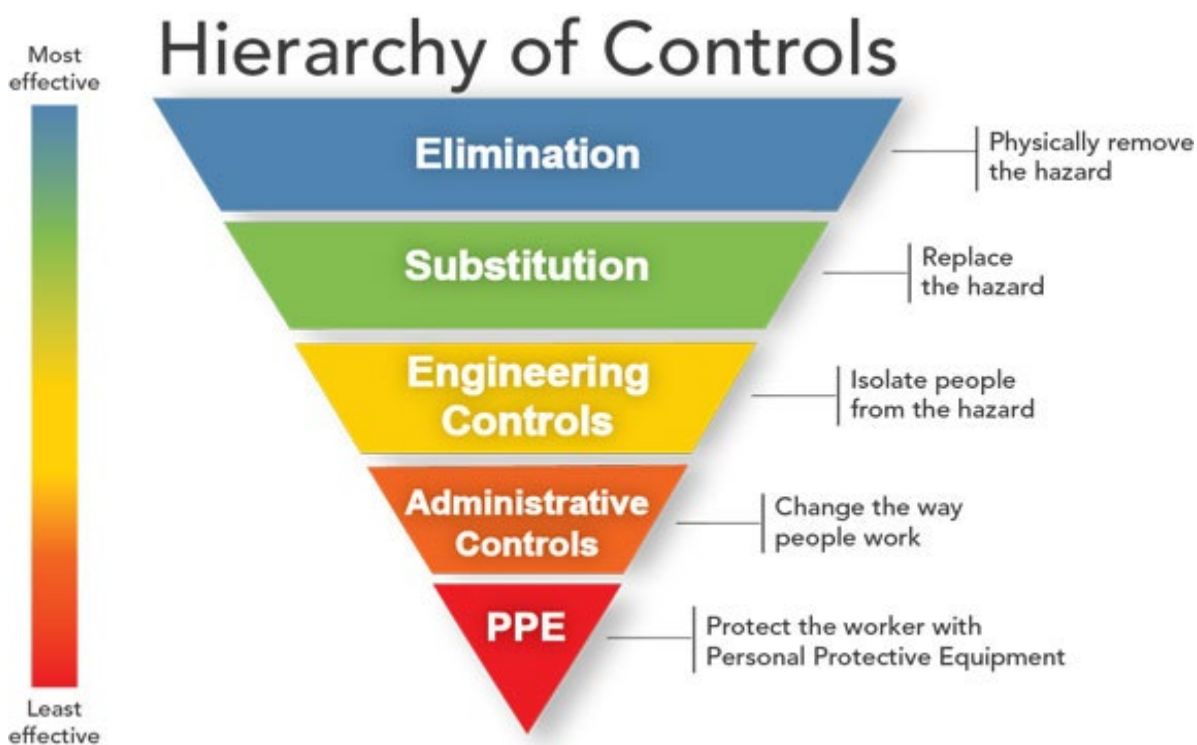 Hierarchy of Controls
Most
effective
Elimination
Physically remove
the hazard
Substitution
Replace
the hazard
Engineering
Controls
Isolate people
from the hazard
Administrative
Controls
Change the way
people work
PPE
Protect the worker with
Personal Protective Equipment
Least
effective